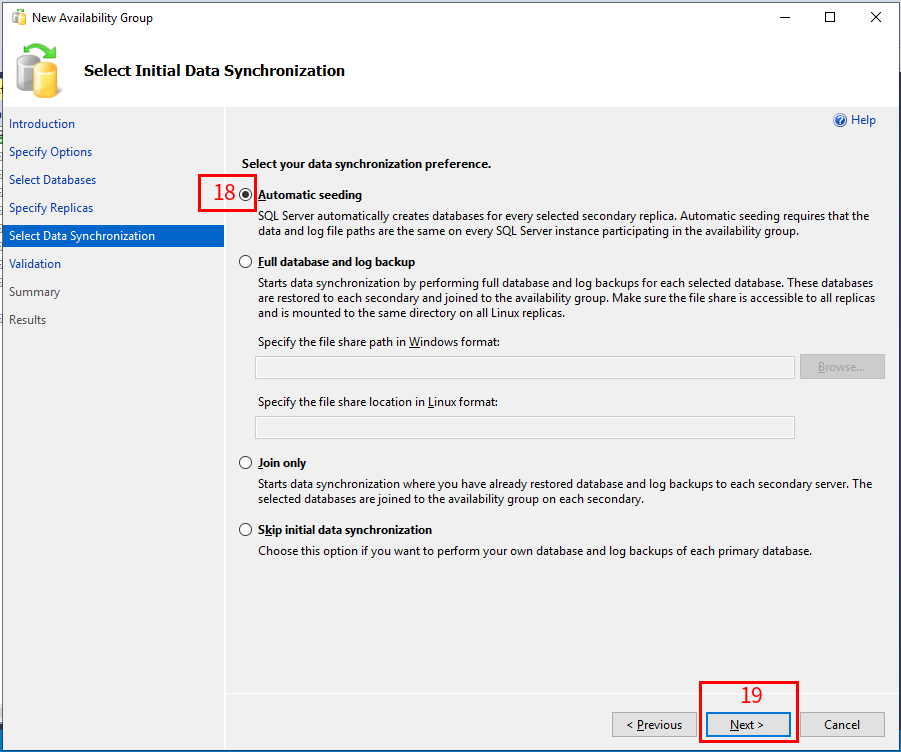 New Availability Group
Select Initial Data Synchronization
Introduction
Specify Options
Select Databases
Specify Replicas
Select Data Synchronization
Validation
Summary
Results
Help
Select your data synchronization preference.
18
Automatic seeding
SQL Server automatically creates databases for every selected secondary replica. Automatic seeding requires that the
data and log file paths are the same on every SQL Server instance participating in the availability group.
Full database and log backup
Starts data synchronization by performing full database and log backups for each selected database. These databases
are restored to each secondary and joined to the availability group. Make sure the file share is accessible to all replicas
and is mounted to the same directory on all Linux replicas.
Specify the file share path in Windows format:
Browse...
Specify the file share location in Linux format:
Join only
Starts data synchronization where you have already restored database and log backups to each secondary server. The
selected databases are joined to the availability group on each secondary.
Skip initial data synchronization
Choose this option if you want to perform your own database and log backups of each primary database.
19
< Previous
Next >
Cancel